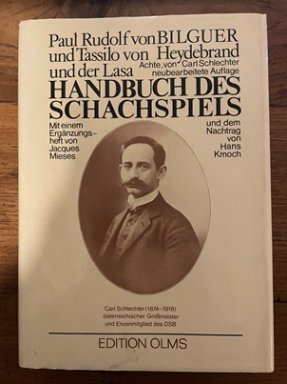 Paul Rudolf von BILGUER
und Tassilo von Heydebrand
und der Lasa
Achte, von Carl Schlechter
neubearbeitete Auflage
HANDBUCH DES
SCHACHSPIELS
Mit einem
Ergänzungs-
heft von
Jacques
Mieses
und dem
Nachtrag
von
Hans
Kmoch
Carl Schlechter (1874-1918)
österreichischer Großmeister
und Ehrenmitglied des DSB
EDITION OLMS